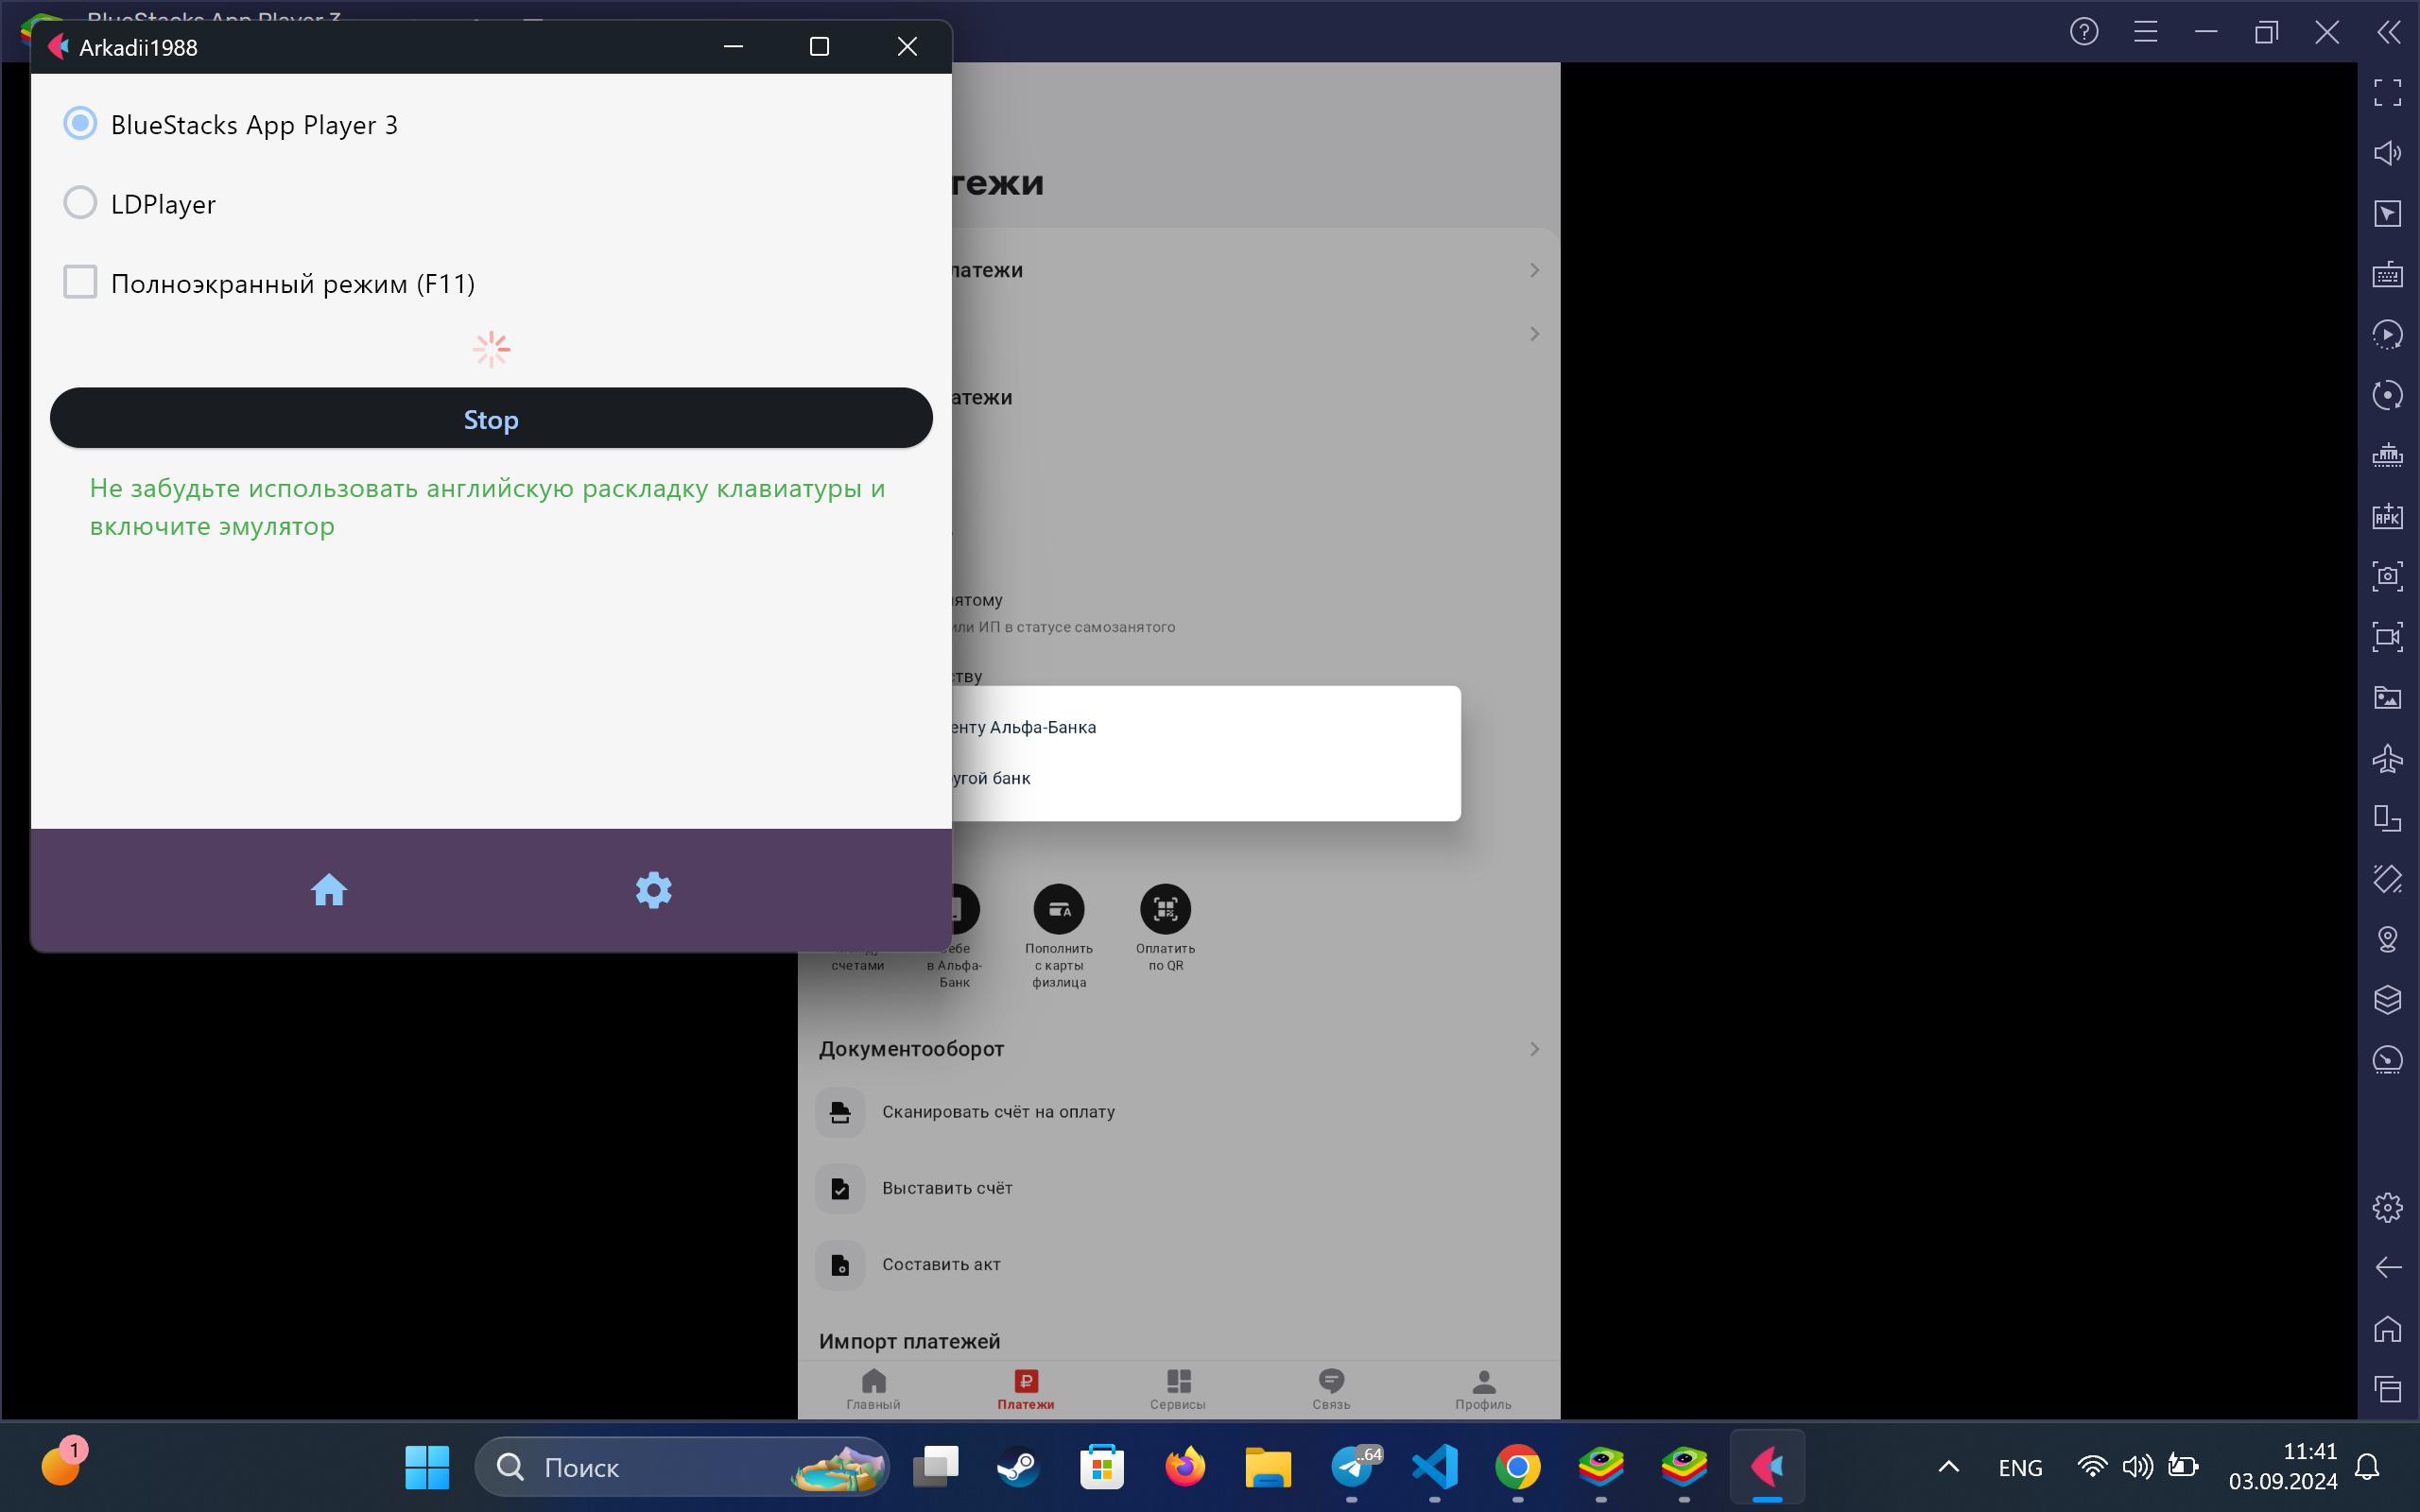 BlueStacks App Player 3
Arkadii1988
BlueStacks App Player 3
LDPlayer
Полноэкранный режим (F11)
Stop
Не забудьте использовать английскую раскладку клавиатуры и
включите эмулятор
тежи
латежи
атежи
ятому
или ИП в статусе самозанятого
ству
енту Альфа-Банка
угой банк
счетами
ебе
в Альфа-
Банк
Пополнить
с карты
физлица
Оплатить
по QR
Документооборот
Сканировать счёт на оплату
Выставить счёт
Составить акт
Импорт платежей
Главный
Платежи
Сервисы
Связь
Профиль
APK
1
Поиск
..64
ENG
11:41
03.09.2024